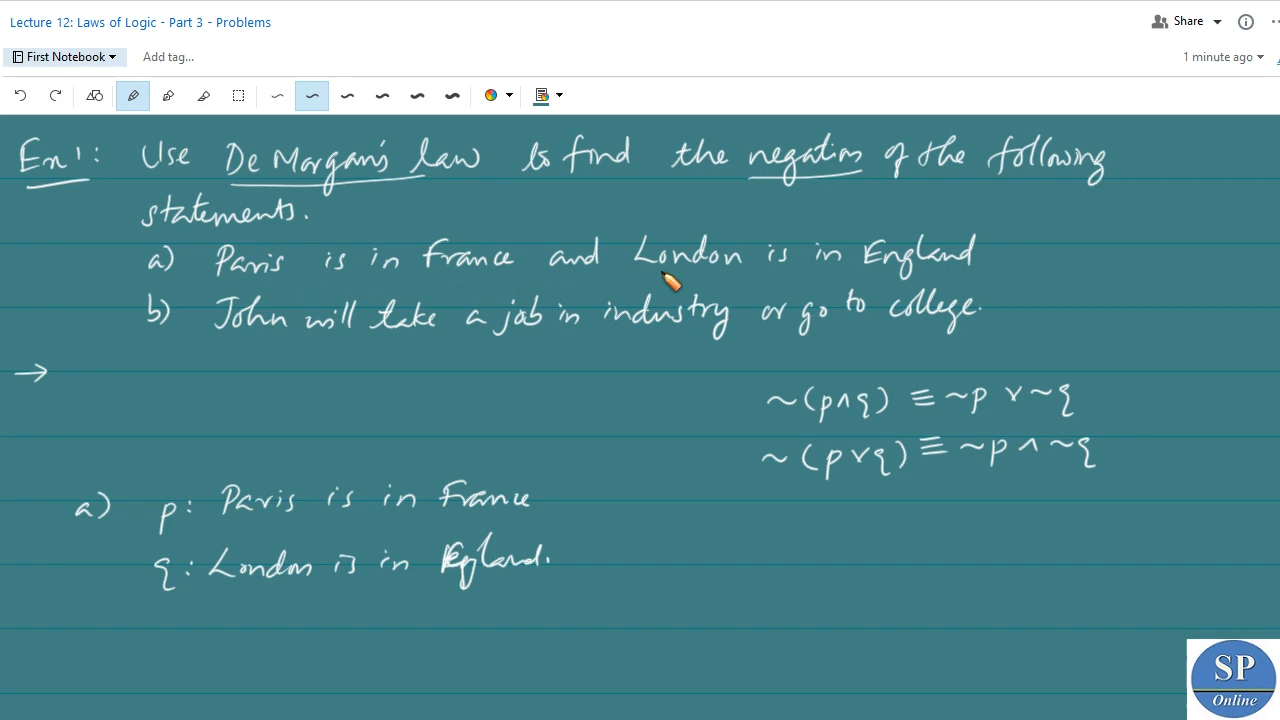 Lecture 12: Laws of Logic - Part 3 - Problems
Share
First Notebook
Add tag...
1 minute ago
Ex1: Use De Morgan's law to find the negation of the following
statements.
a) Paris is in France and London is in England
b) John will take a job in industry or go to college.
→
~(p∧q) ≡ ~p ∨ ~q
~(p∨q) ≡ ~p ∧ ~q
a) p: Paris is in France
q: London is in England.
SP
Online